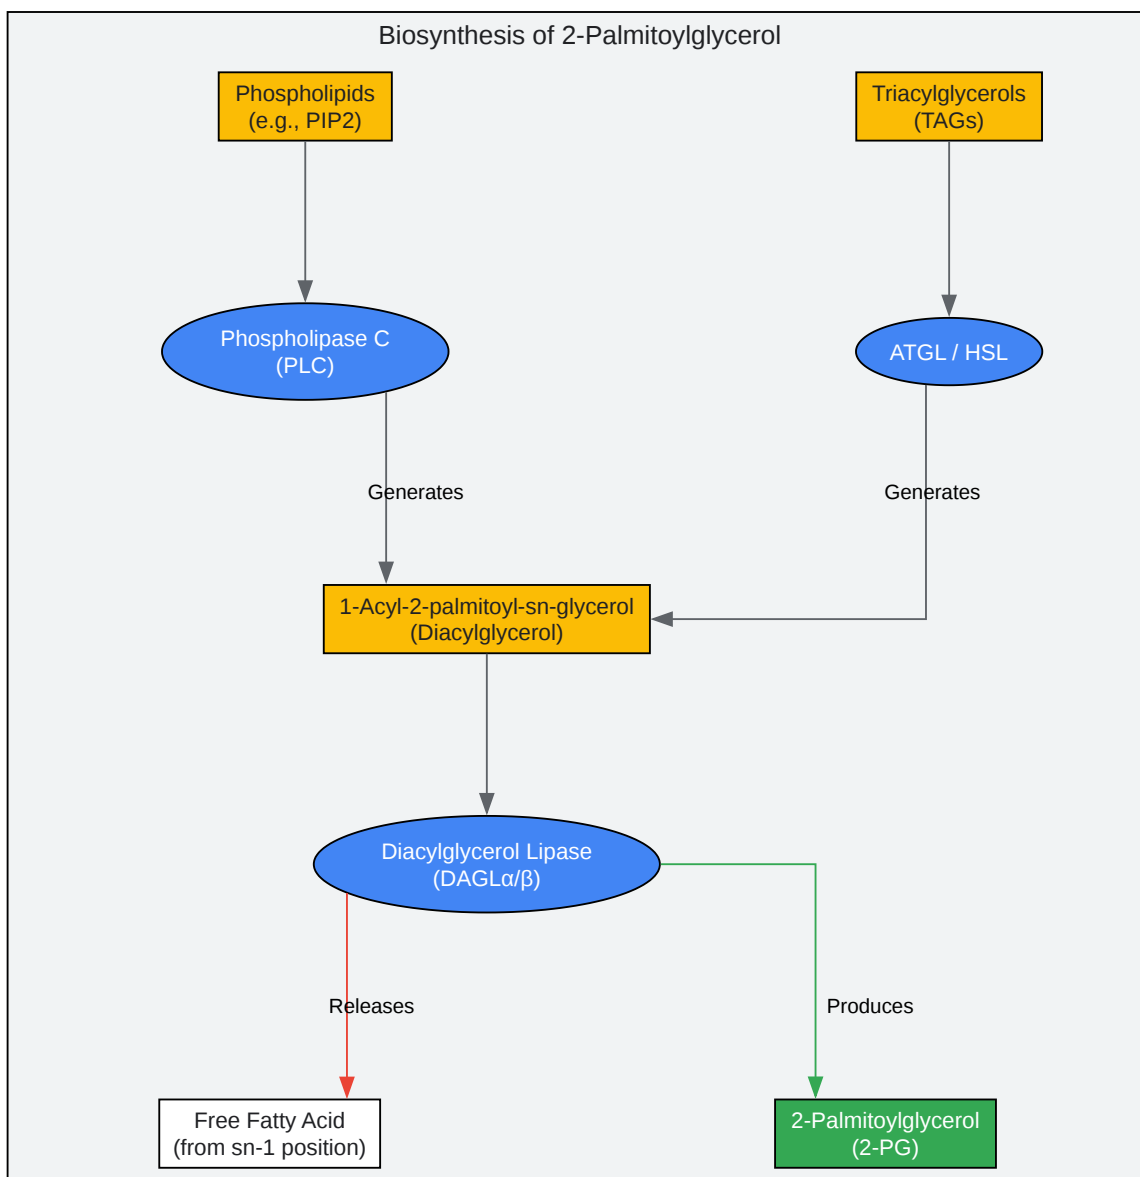 Biosynthesis of 2-Palmitoylglycerol
Phospholipids
(e.g., PIP2)
Triacylglycerols
(TAGs)
Phospholipase C
(PLC)
ATGL / HSL
Generates
Generates
1-Acyl-2-palmitoyl-sn-glycerol
(Diacylglycerol)
Diacylglycerol Lipase
(DAGLα/β)
Releases
Produces
Free Fatty Acid
(from sn-1 position)
2-Palmitoylglycerol
(2-PG)